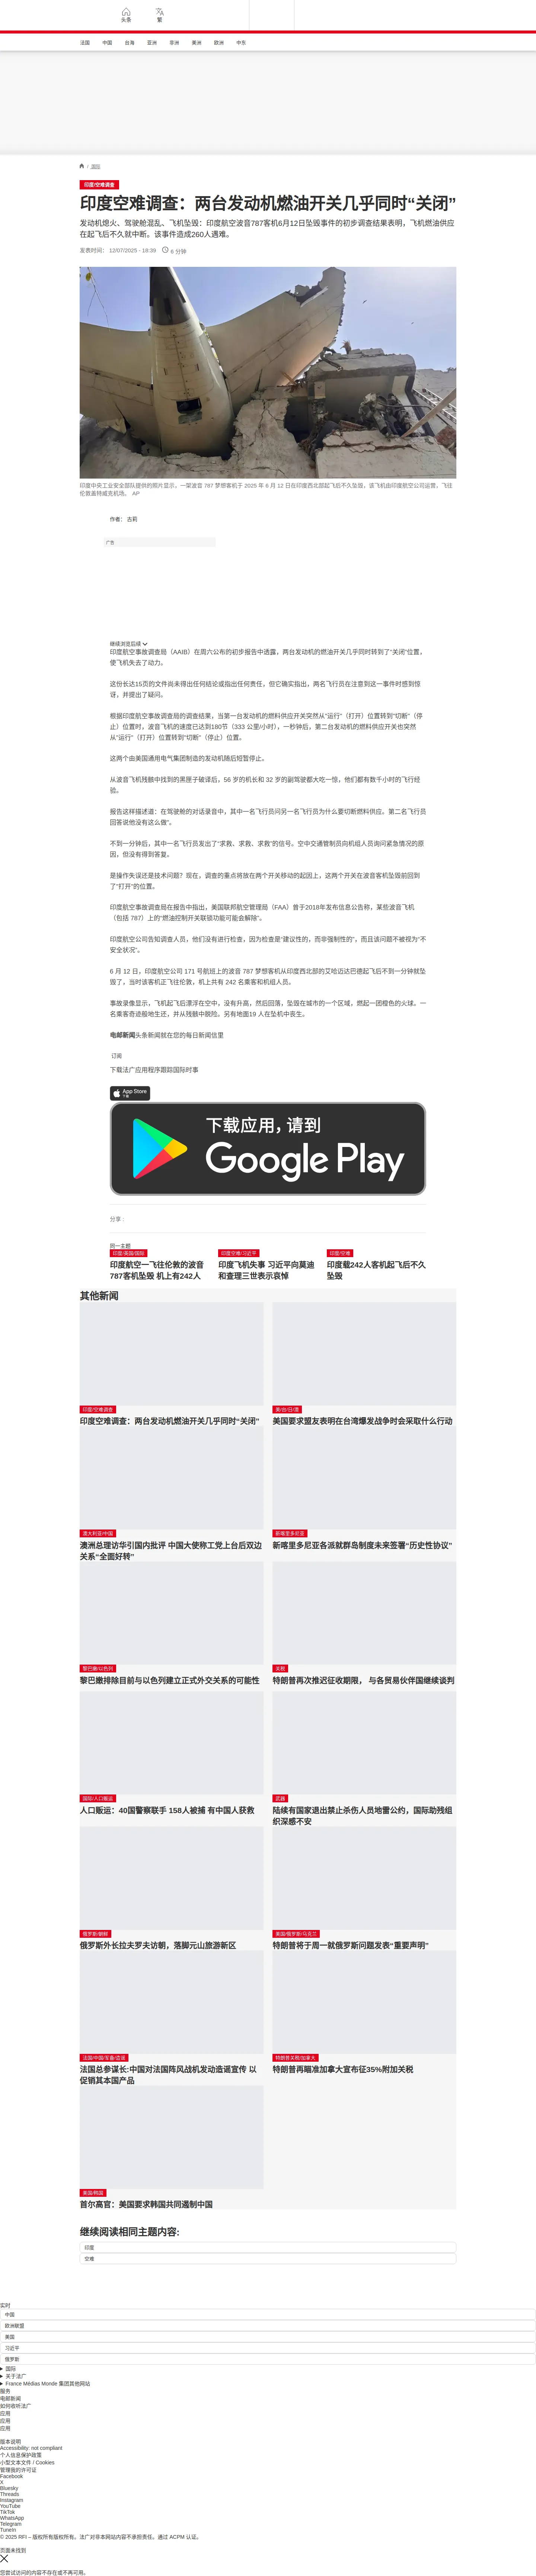 头条
繁
法国 中国 台海 亚洲 非洲 美洲 欧洲 中东
/ 国际
印度/空难调查
印度空难调查：两台发动机燃油开关几乎同时“关闭”
发动机熄火、驾驶舱混乱、飞机坠毁：印度航空波音787客机6月12日坠毁事件的初步调查结果表明，飞机燃油供应
在起飞后不久就中断。该事件造成260人遇难。
发表时间： 12/07/2025 - 18:39 6 分钟
印度中央工业安全部队提供的照片显示，一架波音 787 梦想客机于 2025 年 6 月 12 日在印度西北部起飞后不久坠毁，该飞机由印度航空公司运营，飞往
伦敦盖特威克机场。 AP
作者： 古莉
广告
继续浏览后续
印度航空事故调查局（AAIB）在周六公布的初步报告中透露，两台发动机的燃油开关几乎同时转到了“关闭”位置，
使飞机失去了动力。
这份长达15页的文件尚未得出任何结论或指出任何责任，但它确实指出，两名飞行员在注意到这一事件时感到惊
讶，并提出了疑问。
根据印度航空事故调查局的调查结果，当第一台发动机的燃料供应开关突然从“运行”（打开）位置转到“切断”（停
止）位置时，波音飞机的速度已达到180节（333 公里/小时），一秒钟后，第二台发动机的燃料供应开关也突然
从“运行”（打开）位置转到“切断”（停止）位置。
这两个由美国通用电气集团制造的发动机随后短暂停止。
从波音飞机残骸中找到的黑匣子破译后，56 岁的机长和 32 岁的副驾驶都大吃一惊，他们都有数千小时的飞行经
验。
报告这样描述道：在驾驶舱的对话录音中，其中一名飞行员问另一名飞行员为什么要切断燃料供应。第二名飞行员
回答说他没有这么做”。
不到一分钟后，其中一名飞行员发出了“求救、求救、求救”的信号。空中交通管制员向机组人员询问紧急情况的原
因，但没有得到答复。
是操作失误还是技术问题？现在，调查的重点将放在两个开关移动的起因上，这两个开关在波音客机坠毁前回到
了“打开”的位置。
印度航空事故调查局在报告中指出，美国联邦航空管理局（FAA）曾于2018年发布信息公告称，某些波音飞机
（包括 787）上的“燃油控制开关联锁功能可能会解除”。
印度航空公司告知调查人员，他们没有进行检查，因为检查是“建议性的，而非强制性的”，而且该问题不被视为“不
安全状况”。
6 月 12 日，印度航空公司 171 号航班上的波音 787 梦想客机从印度西北部的艾哈迈达巴德起飞后不到一分钟就坠
毁了，当时该客机正飞往伦敦，机上共有 242 名乘客和机组人员。
事故录像显示，飞机起飞后漂浮在空中，没有升高，然后回落，坠毁在城市的一个区域，燃起一团橙色的火球。一
名乘客奇迹般地生还，并从残骸中脱险。另有地面19 人在坠机中丧生。
电邮新闻头条新闻就在您的每日新闻信里
订阅
下载法广应用程序跟踪国际时事
App Store
下载
下载应用，请到
Google Play
分享 :
同一主题
印度/英国/国际
印度航空一飞往伦敦的波音
787客机坠毁 机上有242人
印度空难/习近平
印度飞机失事 习近平向莫迪
和查理三世表示哀悼
印度/空难
印度载242人客机起飞后不久
坠毁
其他新闻
印度/空难调查
印度空难调查：两台发动机燃油开关几乎同时“关闭”
美/台/日/澳
美国要求盟友表明在台湾爆发战争时会采取什么行动
澳大利亚/中国
澳洲总理访华引国内批评 中国大使称工党上台后双边
关系“全面好转”
新喀里多尼亚
新喀里多尼亚各派就群岛制度未来签署“历史性协议”
黎巴嫩/以色列
黎巴嫩排除目前与以色列建立正式外交关系的可能性
关税
特朗普再次推迟征收期限， 与各贸易伙伴国继续谈判
国际/人口贩运
人口贩运：40国警察联手 158人被捕 有中国人获救
武器
陆续有国家退出禁止杀伤人员地雷公约，国际助残组
织深感不安
俄罗斯/朝鲜
俄罗斯外长拉夫罗夫访朝，落脚元山旅游新区
美国/俄罗斯/乌克兰
特朗普将于周一就俄罗斯问题发表“重要声明”
法国/中国/军备/造谣
法国总参谋长:中国对法国阵风战机发动造谣宣传 以
促销其本国产品
特朗普关税/加拿大
特朗普再瞄准加拿大宣布征35%附加关税
美国/韩国
首尔高官：美国要求韩国共同遏制中国
继续阅读相同主题内容:
印度
空难
实时
中国
欧洲联盟
美国
习近平
俄罗斯
国际
关于法广
France Médias Monde 集团其他网站
服务
电邮新闻
如何收听法广
应用
应用
应用
版本说明
Accessibility: not compliant
个人信息保护政策
小型文本文件 / Cookies
管理我的许可证
Facebook
X
Bluesky
Threads
Instagram
YouTube
TikTok
WhatsApp
Telegram
TuneIn
© 2025 RFI – 版权所有版权所有。法广对非本网站内容不承担责任。通过 ACPM 认证。
页面未找到
您尝试访问的内容不存在或不再可用。